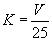 K = V/25